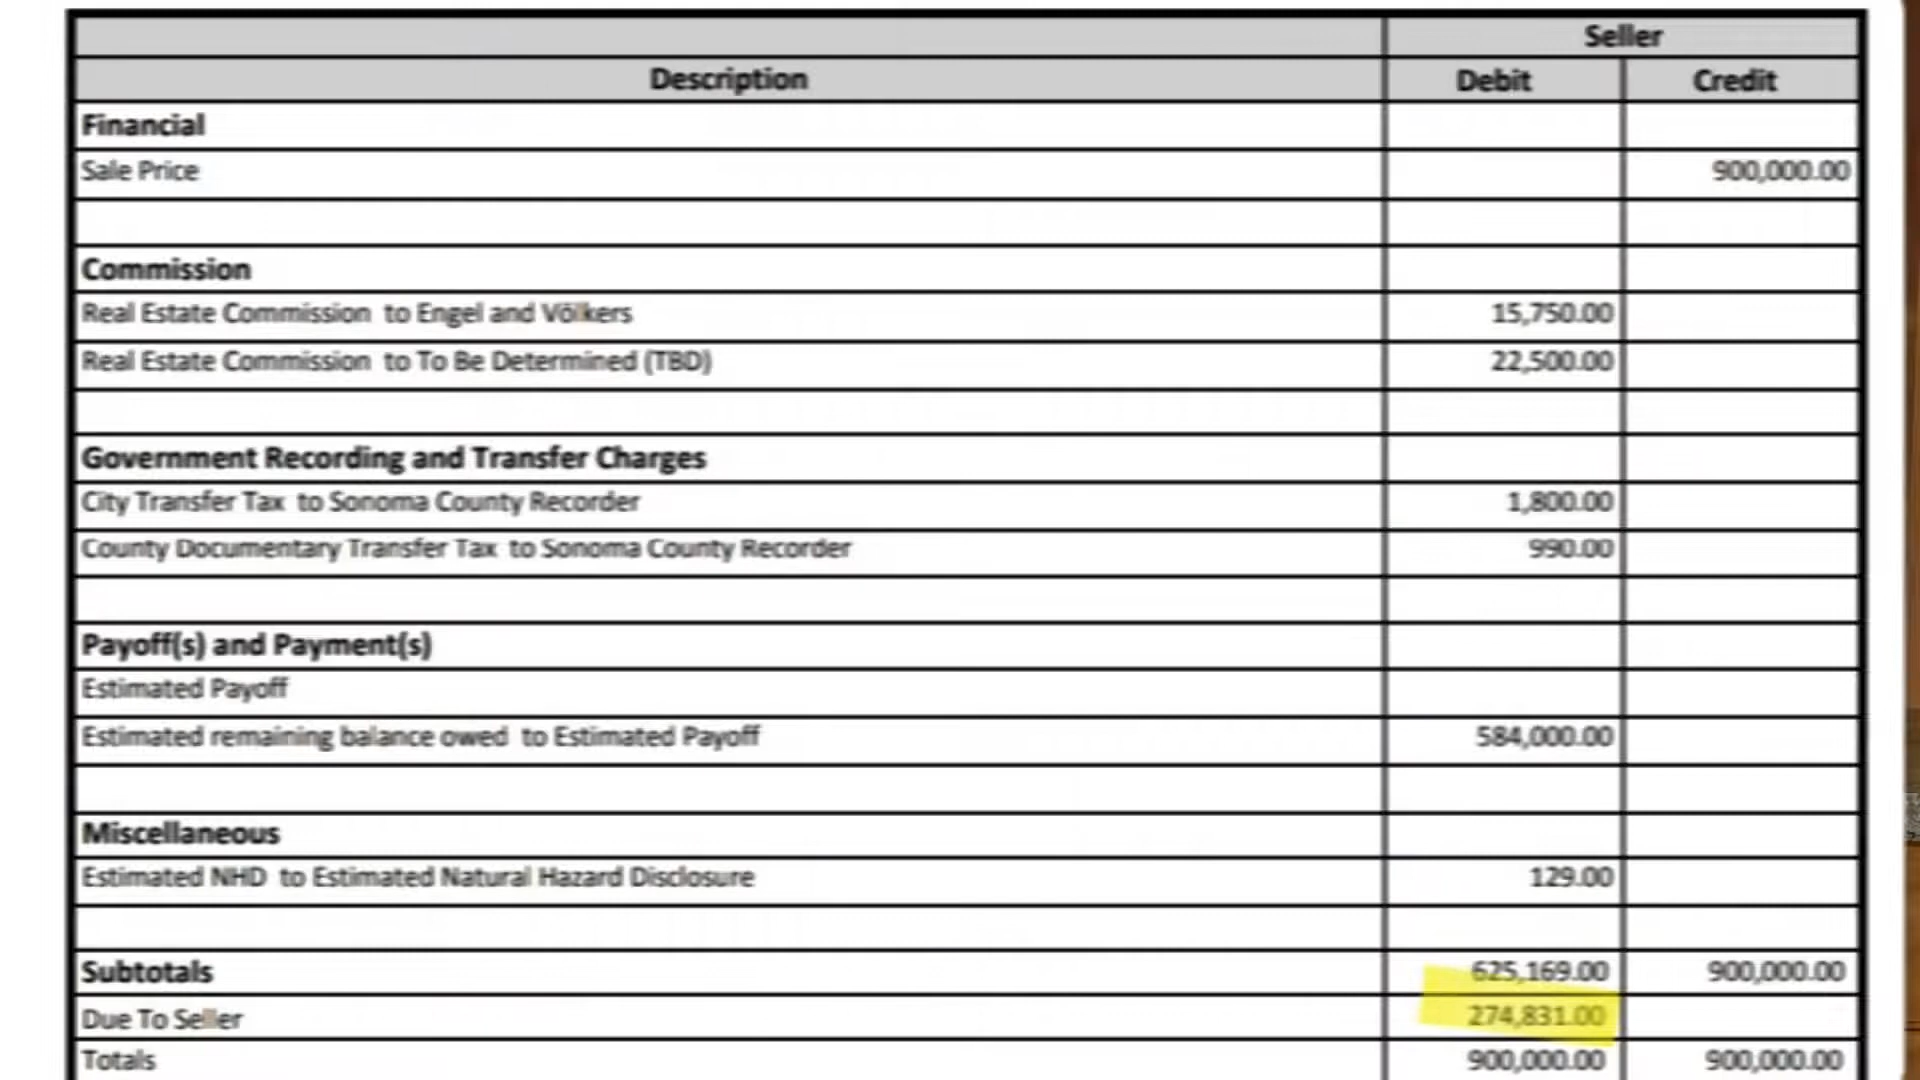 Seller
Description Debit Credit
Financial
Sale Price 900,000.00
Commission
Real Estate Commission to Engel and Völkers 15,750.00
Real Estate Commission to To Be Determined (TBD) 22,500.00
Government Recording and Transfer Charges
City Transfer Tax to Sonoma County Recorder 1,800.00
County Documentary Transfer Tax to Sonoma County Recorder 990.00
Payoff(s) and Payment(s)
Estimated Payoff
Estimated remaining balance owed to Estimated Payoff 584,000.00
Miscellaneous
Estimated NHD to Estimated Natural Hazard Disclosure 129.00
Subtotals 625,169.00 900,000.00
Due To Seller 274,831.00
Totals 900,000.00 900,000.00